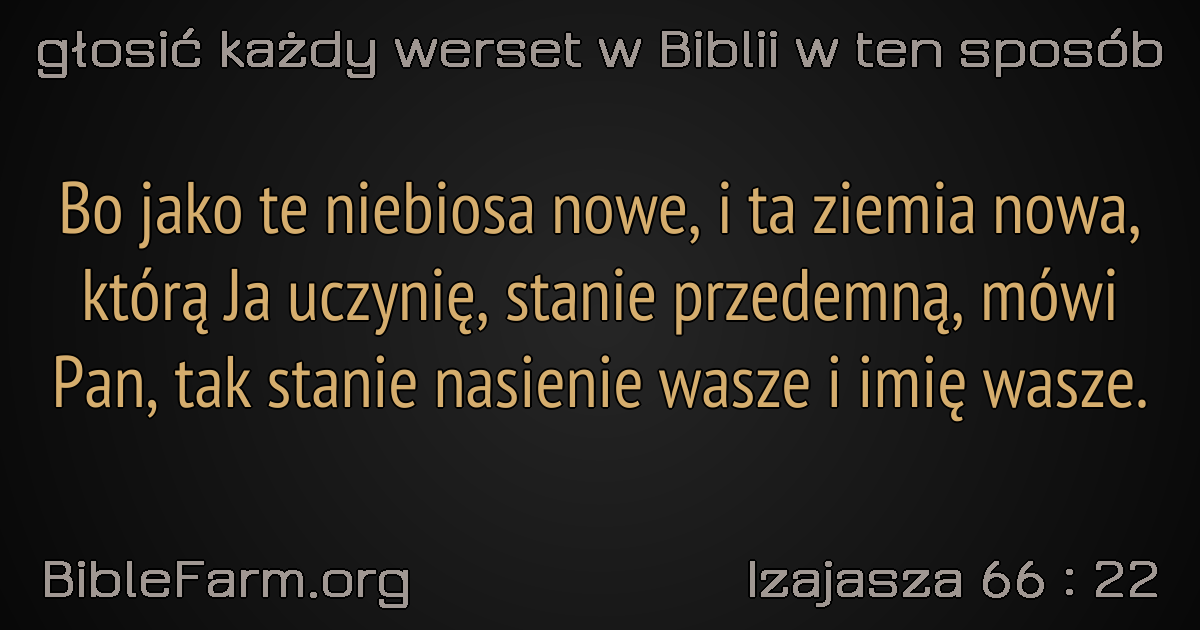 głosić każdy werset w Biblii w ten sposób
Bo jako te niebiosa nowe, i ta ziemia nowa,
którą Ja uczynię, stanie przedemną, mówi
Pan, tak stanie nasienie wasze i imię wasze.
BibleFarm.org
Izajasza 66 : 22